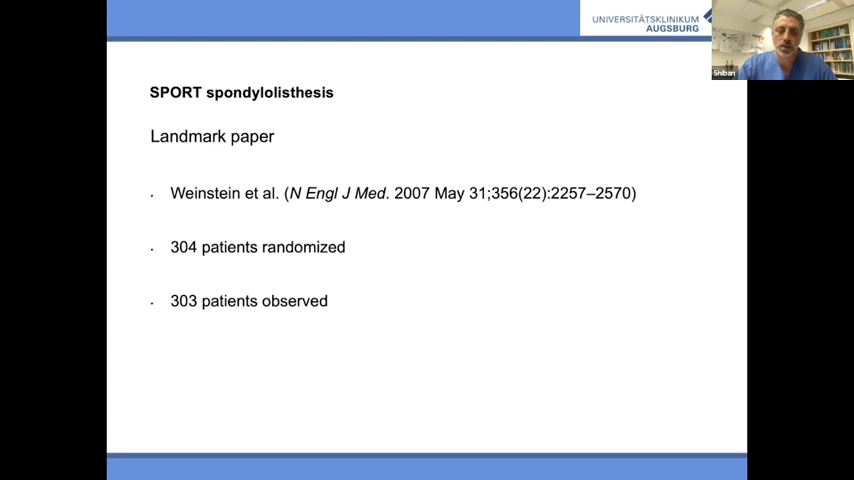 UNIVERSITÄTSKLINIKUM
AUGSBURG
Shiban
SPORT spondylolisthesis
Landmark paper
· Weinstein et al. (N Engl J Med. 2007 May 31;356(22):2257–2570)
· 304 patients randomized
· 303 patients observed